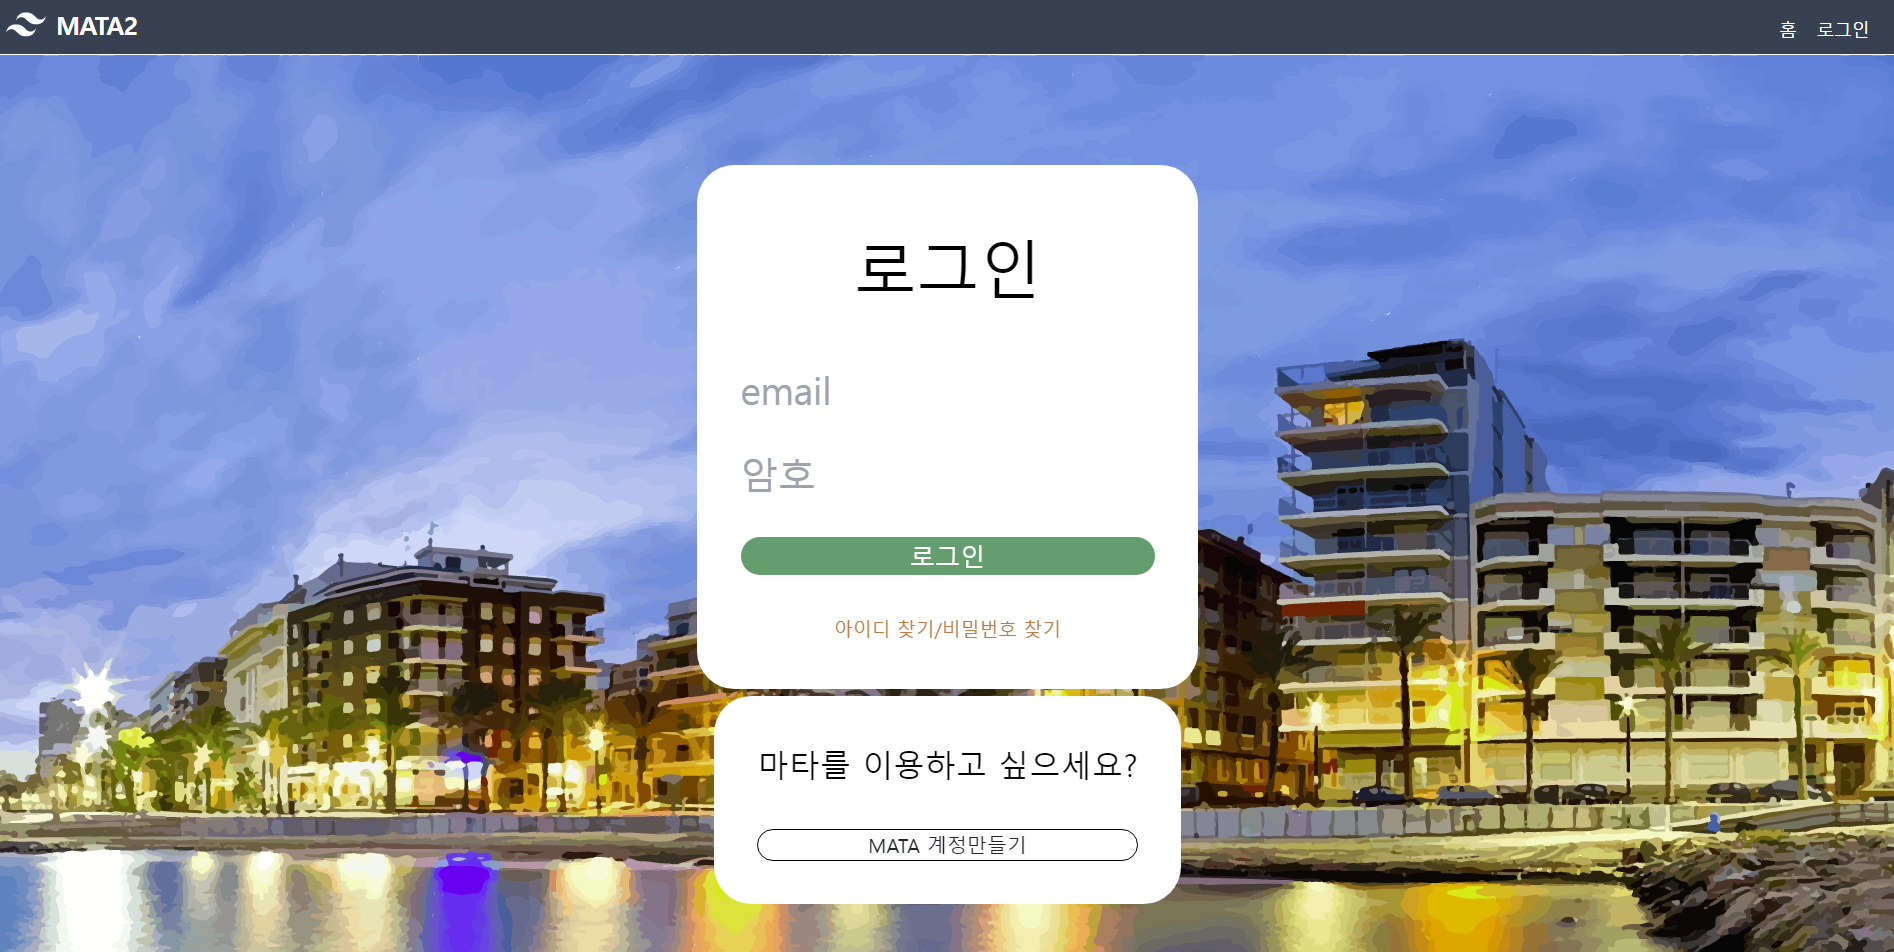 MATA2
홈 로그인
로그인
email
암호
로그인
아이디 찾기/비밀번호 찾기
마타를 이용하고 싶으세요?
MATA 계정만들기